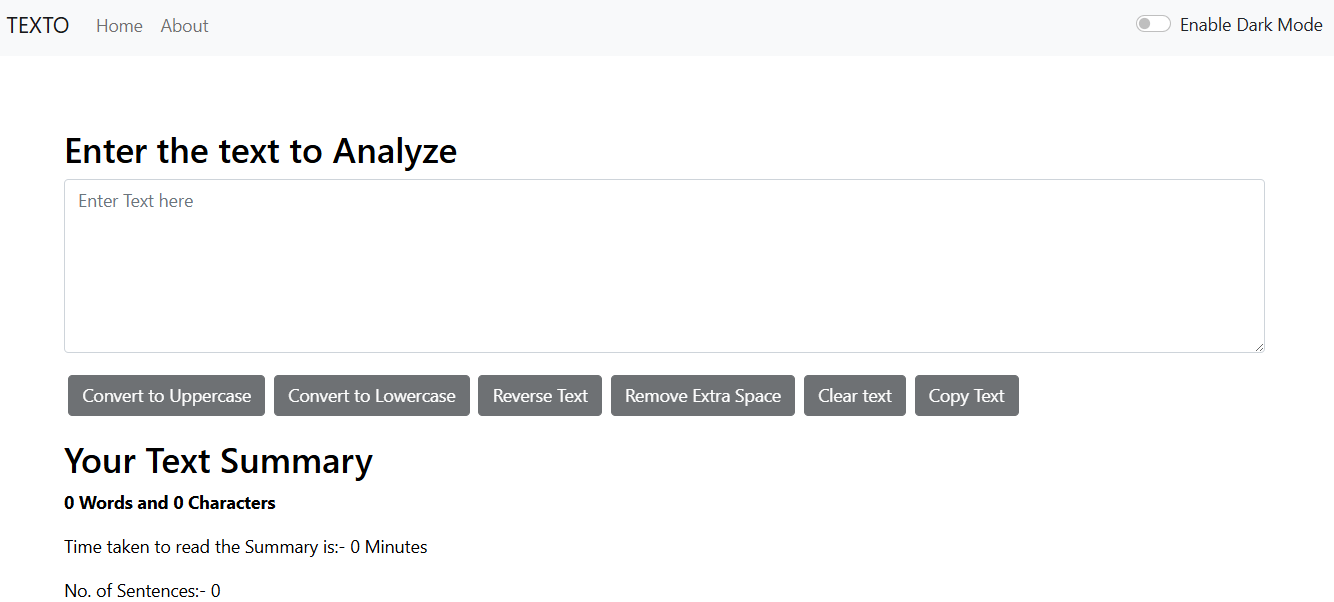 TEXTO Home About Enable Dark Mode
Enter the text to Analyze
Enter Text here
Convert to Uppercase Convert to Lowercase Reverse Text Remove Extra Space Clear text Copy Text
Your Text Summary
0 Words and 0 Characters
Time taken to read the Summary is:- 0 Minutes
No. of Sentences:- 0